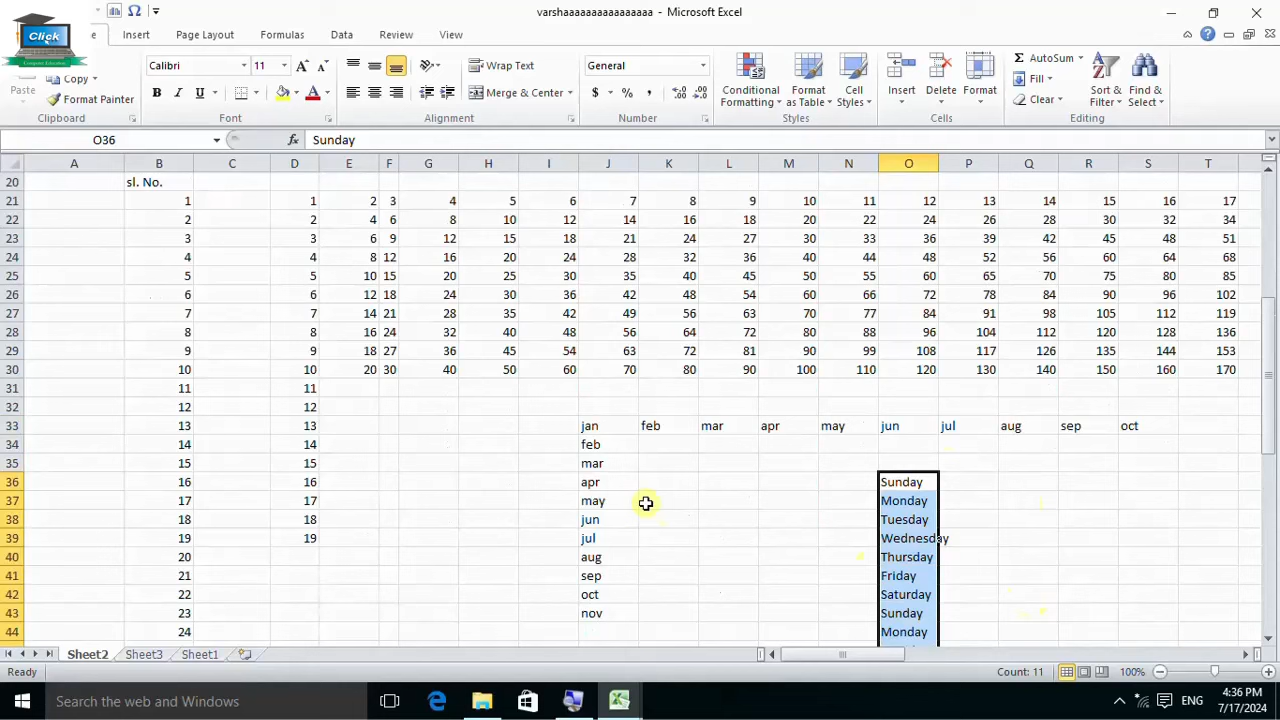 varshaaaaaaaaaaaaaaaa - Microsoft Excel
Click
Computer Education
Insert Page Layout Formulas Data Review View
Paste
Copy
Format Painter
Clipboard
Calibri 11
B I U
Font
Wrap Text
Merge & Center
Alignment
General
$ % ,
Number
Conditional Formatting
Format as Table
Cell Styles
Styles
Insert
Delete
Format
Cells
Σ AutoSum
Fill
Clear
Sort & Filter
Find & Select
Editing
O36 fx Sunday
A B C D E F G H I J K L M N O P Q R S T
20 sl. No.
21 1 1 2 3 4 5 6 7 8 9 10 11 12 13 14 15 16 17
22 2 2 4 6 8 10 12 14 16 18 20 22 24 26 28 30 32 34
23 3 3 6 9 12 15 18 21 24 27 30 33 36 39 42 45 48 51
24 4 4 8 12 16 20 24 28 32 36 40 44 48 52 56 60 64 68
25 5 5 10 15 20 25 30 35 40 45 50 55 60 65 70 75 80 85
26 6 6 12 18 24 30 36 42 48 54 60 66 72 78 84 90 96 102
27 7 7 14 21 28 35 42 49 56 63 70 77 84 91 98 105 112 119
28 8 8 16 24 32 40 48 56 64 72 80 88 96 104 112 120 128 136
29 9 9 18 27 36 45 54 63 72 81 90 99 108 117 126 135 144 153
30 10 10 20 30 40 50 60 70 80 90 100 110 120 130 140 150 160 170
31 11 11
32 12 12
33 13 13 jan feb mar apr may jun jul aug sep oct
34 14 14 feb
35 15 15 mar
36 16 16 apr Sunday
37 17 17 may Monday
38 18 18 jun Tuesday
39 19 19 jul Wednesday
40 20 aug Thursday
41 21 sep Friday
42 22 oct Saturday
43 23 nov Sunday
44 24 Monday
Sheet2 Sheet3 Sheet1
Ready Count: 11 100%
Search the web and Windows
ENG
4:36 PM
7/17/2024